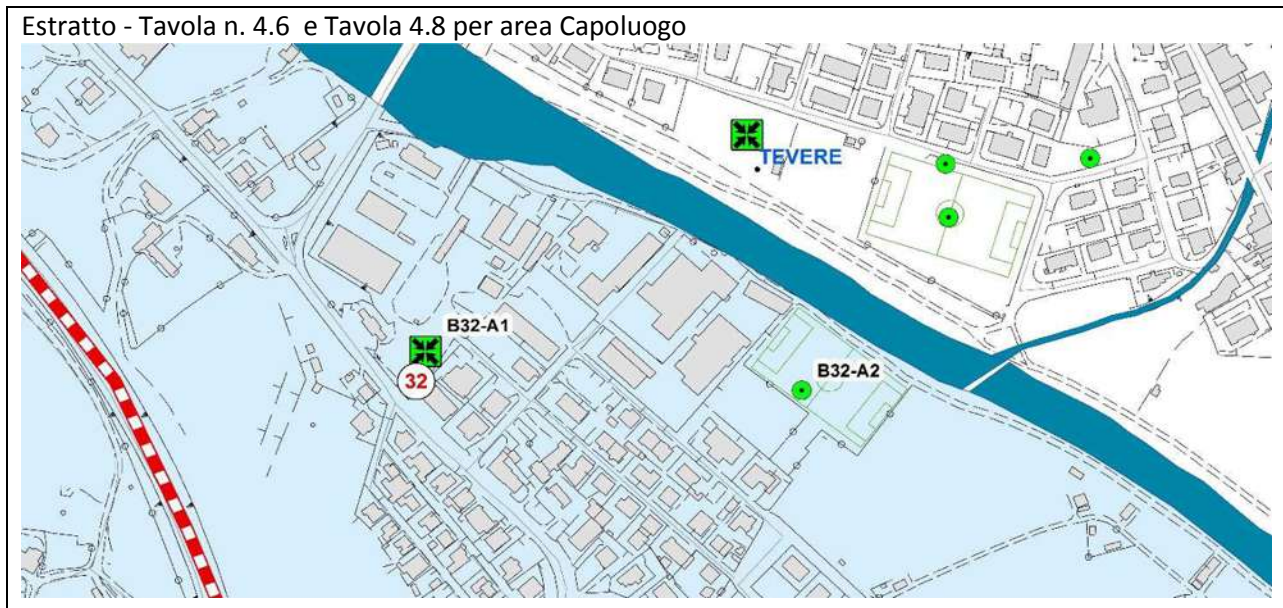 Estratto - Tavola n. 4.6 e Tavola 4.8 per area Capoluogo
TEVERE
B32-A1
32
B32-A2